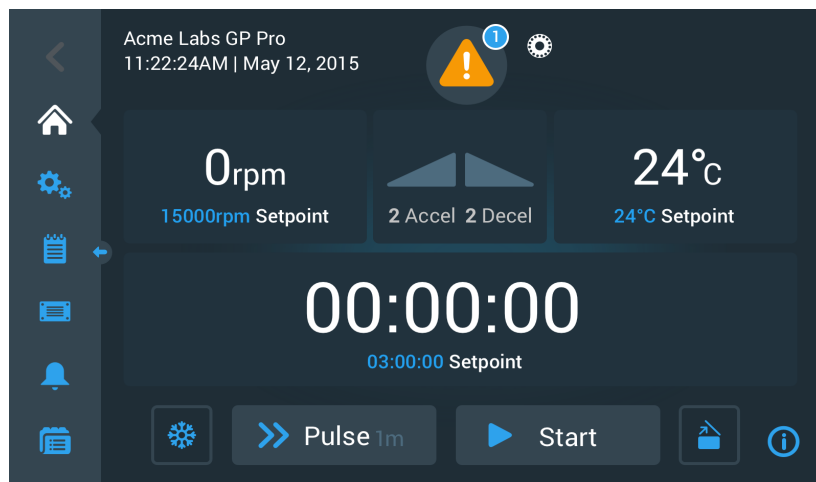 Acme Labs GP Pro
11:22:24AM | May 12, 2015
1
0rpm
15000rpm Setpoint
2 Accel 2 Decel
24°C
24°C Setpoint
00:00:00
03:00:00 Setpoint
Pulse 1m
Start